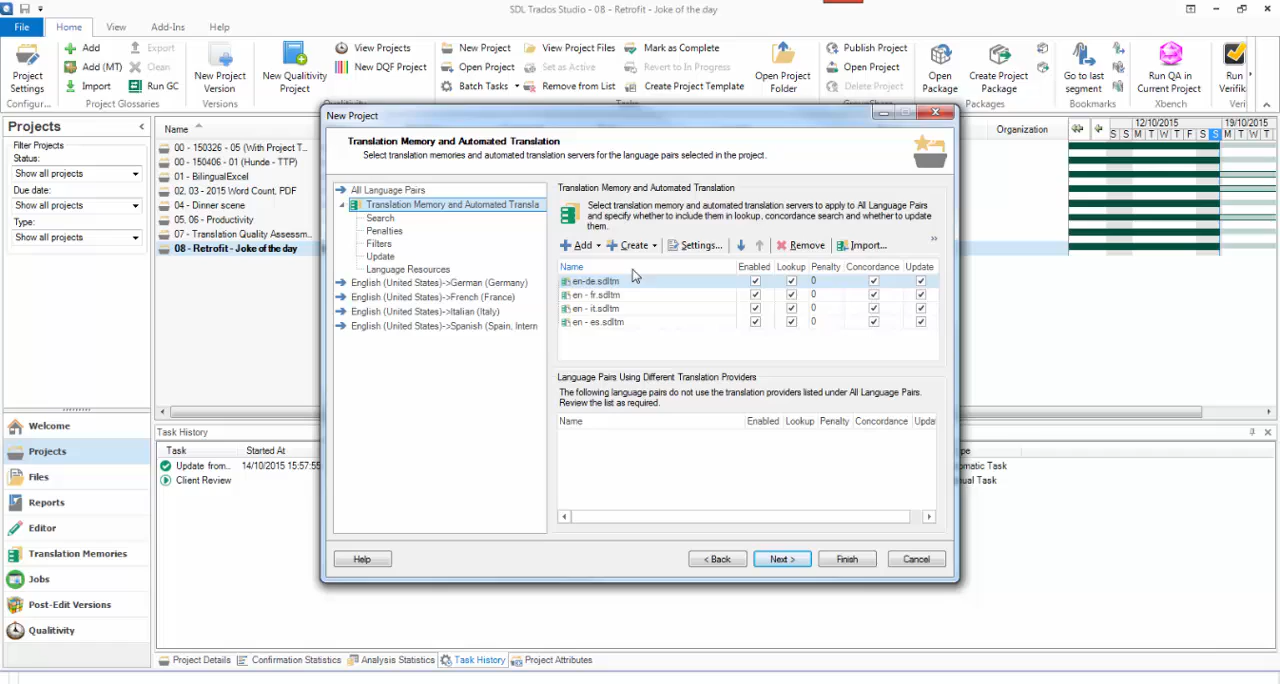 SDL Trados Studio - 08 - Retrofit - Joke of the day
File Home View Add-Ins Help
Project Settings
Configur...
Add
Add (MT)
Import
Export
Clean
Run GC
Project Glossaries
New Project Version
Versions
New Qualitivity Project
View Projects
New DQF Project
New Project
Open Project
Batch Tasks
View Project Files
Set as Active
Remove from List
Mark as Complete
Revert to In Progress
Create Project Template
Open Project Folder
Publish Project
Open Project
Delete Project
Open Package
Create Project Package
Packages
Go to last segment
Bookmarks
Run QA in Current Project
Xbench
Run Verifik
Veri
Projects
Filter Projects
Status:
Show all projects
Due date:
Show all projects
Type:
Show all projects
Name
00 - 150326 - 05 (With Project T...
00 - 150406 - 01 (Hunde - TTP)
01 - BilingualExcel
02. 03 - 2015 Word Count, PDF
04 - Dinner scene
05. 06 - Productivity
07 - Translation Quality Assessm...
08 - Retrofit - Joke of the day
Organization
12/10/2015 19/10/2015
S S M T W T F S S M T W T
New Project
Translation Memory and Automated Translation
Select translation memories and automated translation servers for the language pairs selected in the project.
All Language Pairs
Translation Memory and Automated Transla
Search
Penalties
Filters
Update
Language Resources
English (United States)->German (Germany)
English (United States)->French (France)
English (United States)->Italian (Italy)
English (United States)->Spanish (Spain, Intern
Translation Memory and Automated Translation
Select translation memory and automated translation servers to apply to All Language Pairs
and specify whether to include them in lookup, concordance search and whether to update
them.
Add Create Settings... Remove Import...
Name Enabled Lookup Penalty Concordance Update
en-de.sdltm 0
en - fr.sdltm 0
en - it.sdltm 0
en - es.sdltm 0
Language Pairs Using Different Translation Providers
The following language pairs do not use the translation providers listed under All Language Pairs.
Review the list as required.
Name Enabled Lookup Penalty Concordance Updat
Help < Back Next > Finish Cancel
Welcome
Projects
Files
Reports
Editor
Translation Memories
Jobs
Post-Edit Versions
Qualitivity
Task History
Task Started At
Update from... 14/10/2015 15:57:55
Client Review
ype
omatic Task
ual Task
Project Details Confirmation Statistics Analysis Statistics Task History Project Attributes